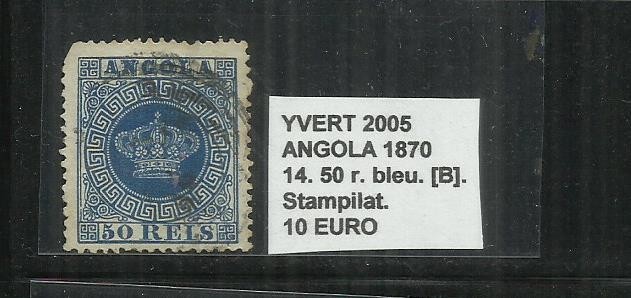 ANGOLA
50 REIS
YVERT 2005
ANGOLA 1870
14. 50 r. bleu. [B].
Stampilat.
10 EURO